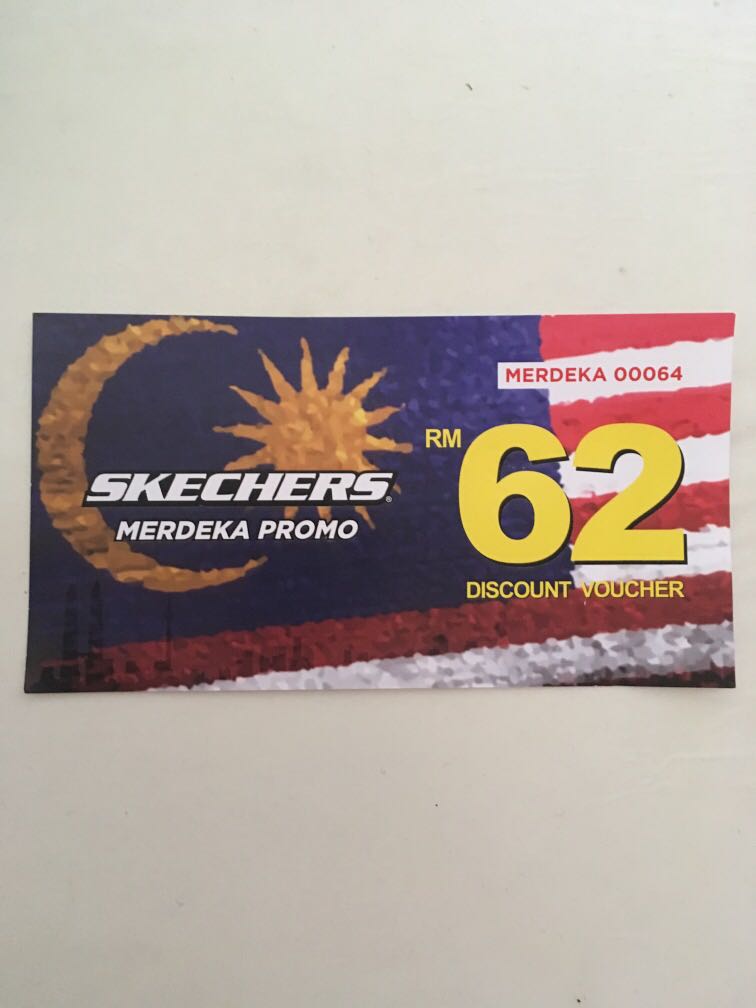 MERDEKA 00064
RM 62
SKECHERS®
MERDEKA PROMO
DISCOUNT VOUCHER